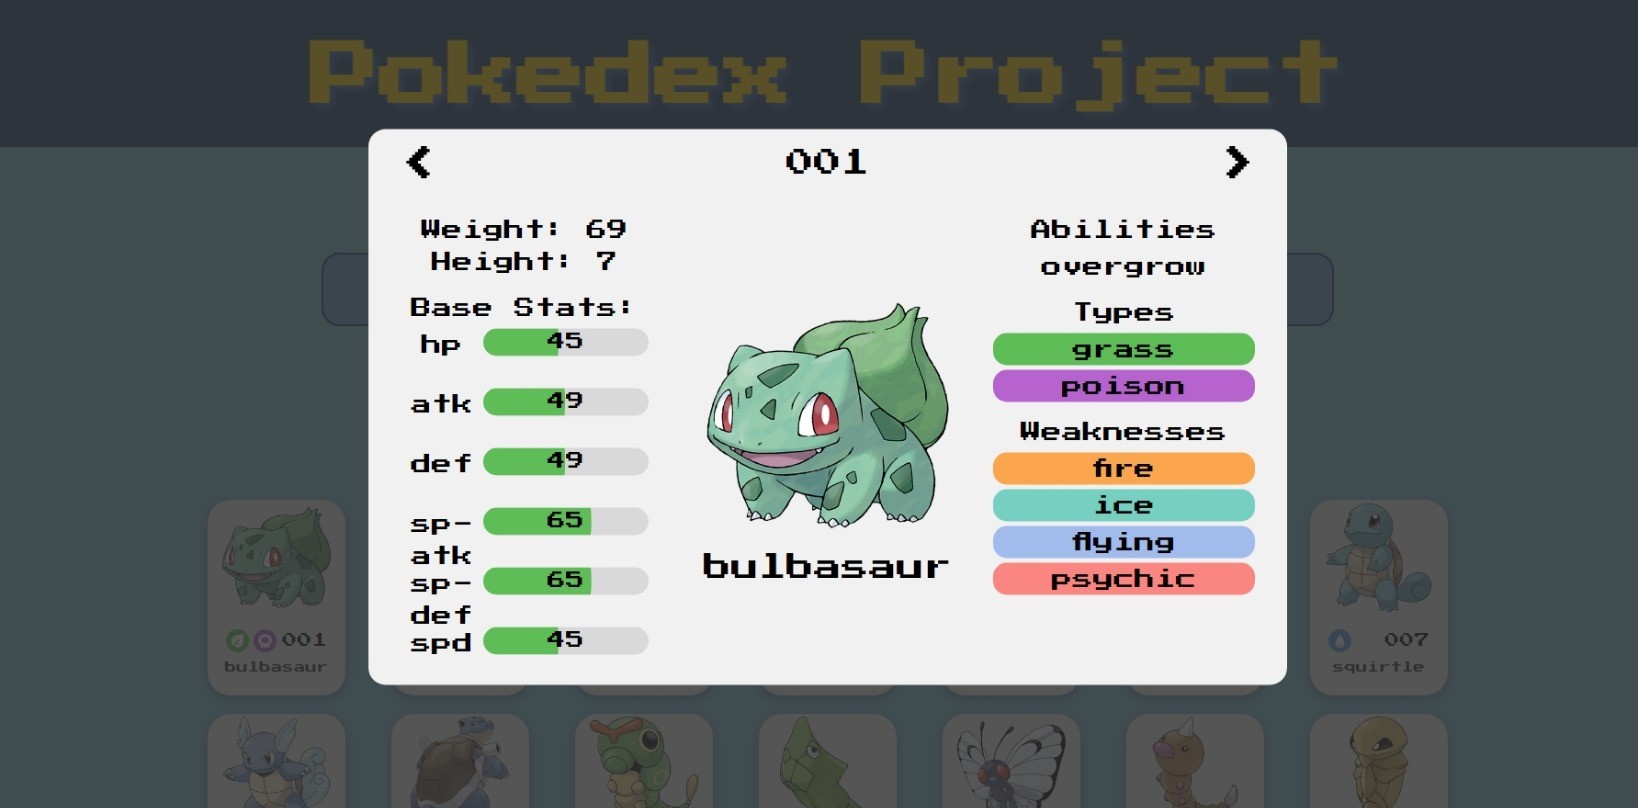 Pokedex Project
001
Weight: 69
Height: 7
Base Stats:
hp 45
atk 49
def 49
sp-atk 65
sp-def 65
spd 45
bulbasaur
Abilities
overgrow
Types
grass
poison
Weaknesses
fire
ice
flying
psychic
001
bulbasaur
007
squirtle